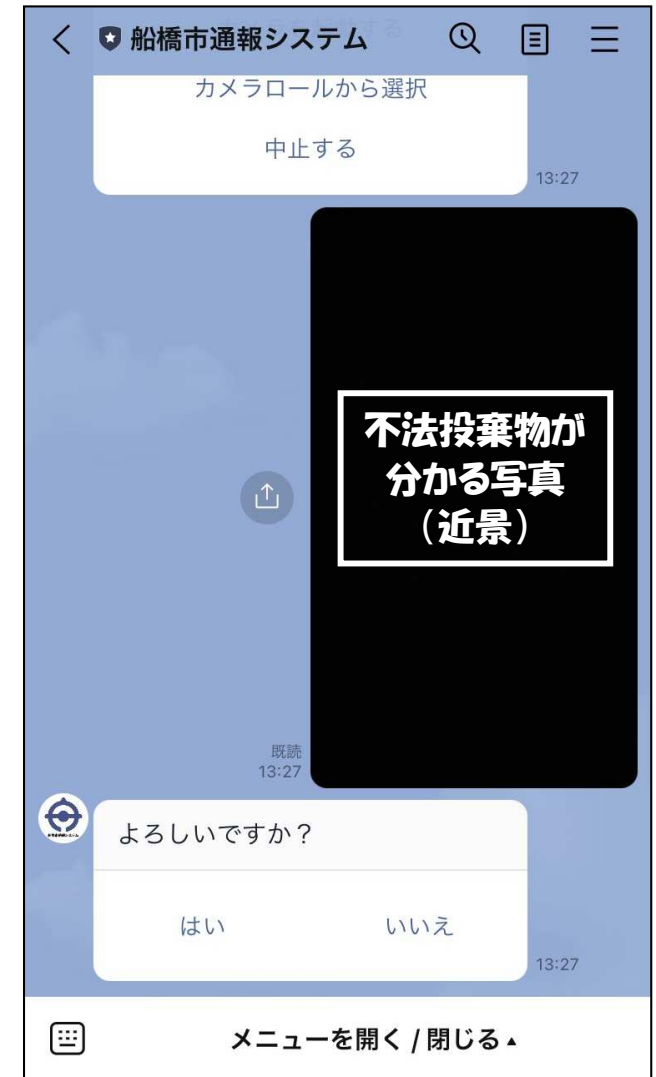 船橋市通報システム
カメラロールから選択
中止する
13:27
不法投棄物が
分かる写真
（近景）
既読
13:27
よろしいですか？
はい
いいえ
13:27
メニューを開く / 閉じる▲